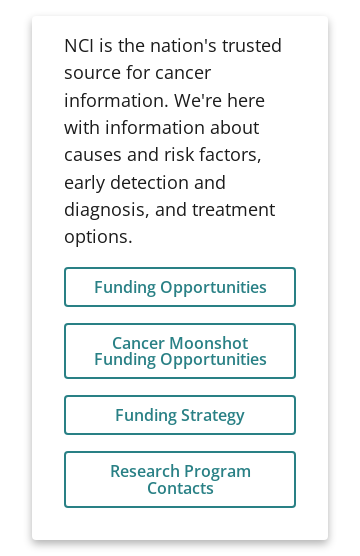 NCI is the nation's trusted
source for cancer
information. We're here
with information about
causes and risk factors,
early detection and
diagnosis, and treatment
options.
Funding Opportunities
Cancer Moonshot
Funding Opportunities
Funding Strategy
Research Program
Contacts